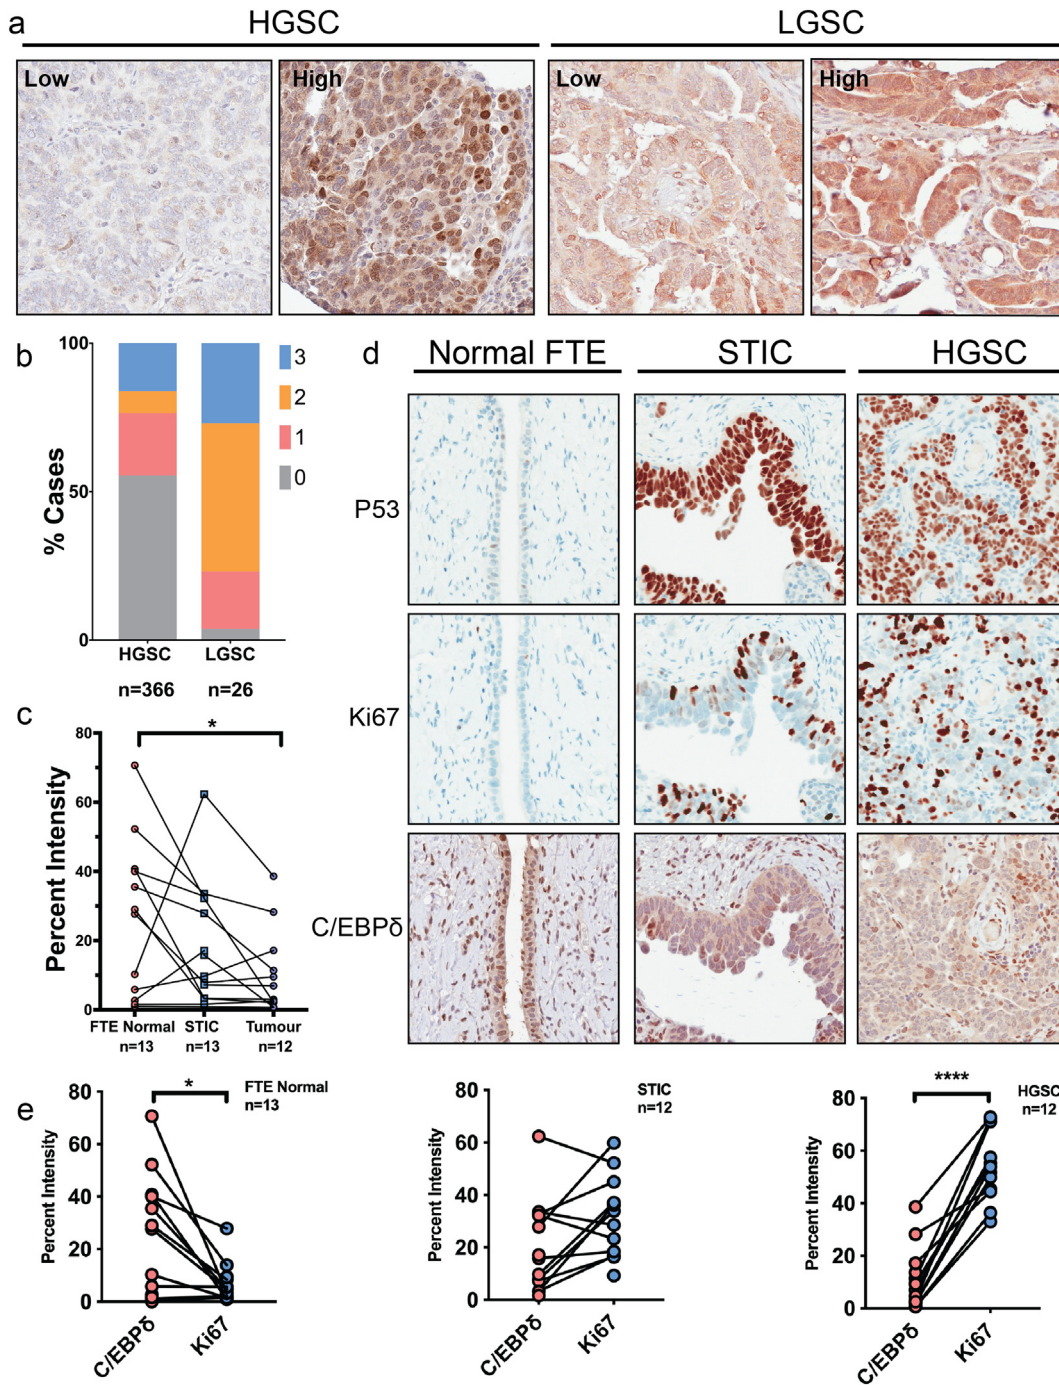 a
HGSC
LGSC
Low
High
Low
High
b
100
50
0
% Cases
3
2
1
0
HGSC
LGSC
n=366
n=26
c
*
80
60
40
20
0
Percent Intensity
FTE Normal
STIC
Tumour
n=13
n=13
n=12
d
Normal FTE
STIC
HGSC
P53
Ki67
C/EBPδ
e
*
FTE Normal
n=13
80
60
40
20
0
Percent Intensity
C/EBPδ
Ki67
STIC
n=12
80
60
40
20
0
Percent Intensity
C/EBPδ
Ki67
****
HGSC
n=12
80
60
40
20
0
Percent Intensity
C/EBPδ
Ki67